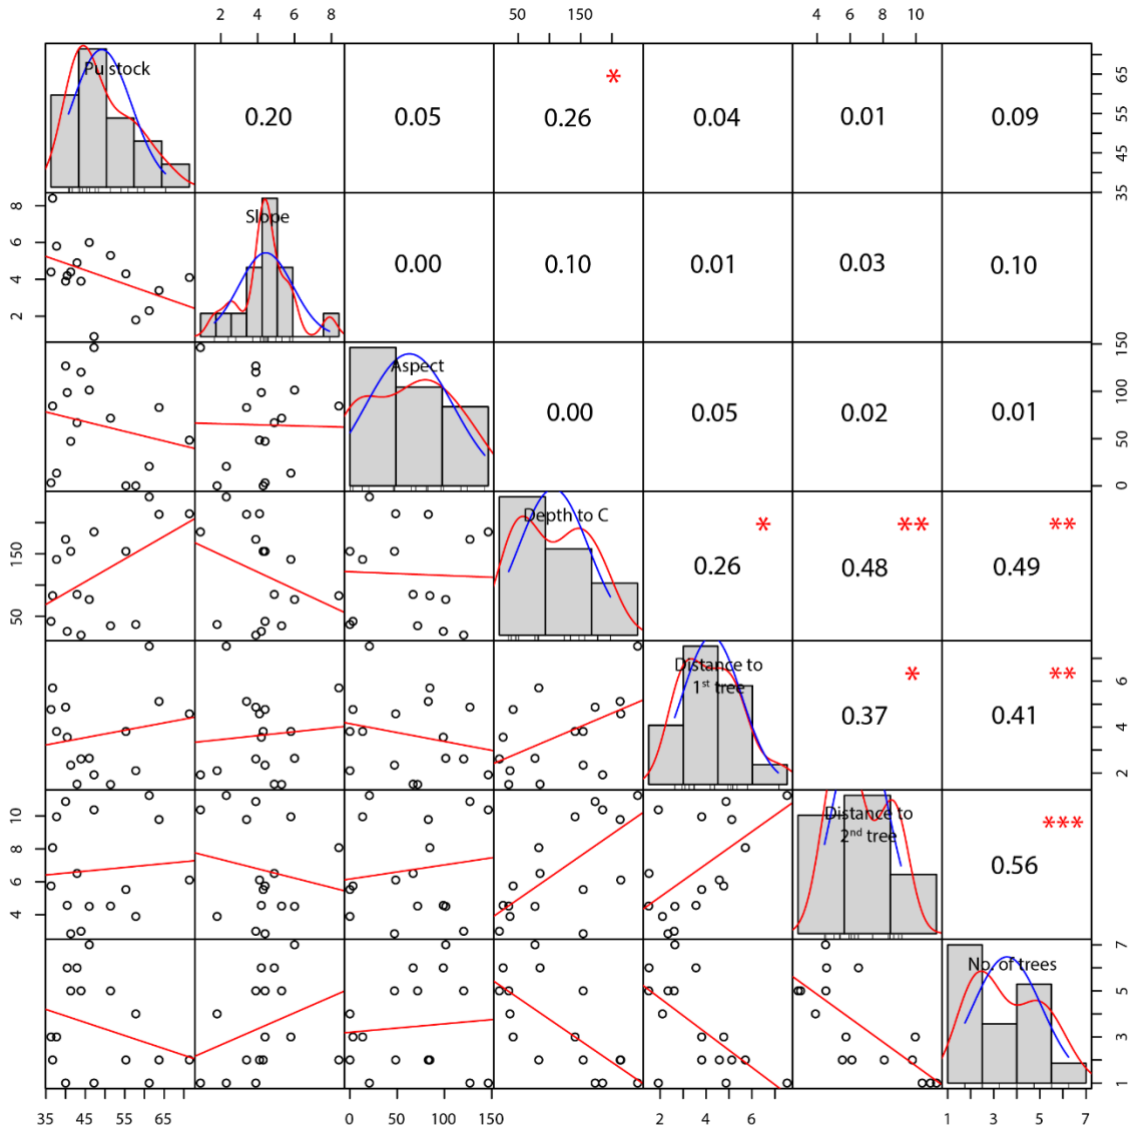 2 4 6 8 50 150 4 6 8 10
Pu stock
*
0.20 0.05 0.26 0.04 0.01 0.09
65
55
45
35
8
6
4
2
Slope
0.00 0.10 0.01 0.03 0.10
Aspect
0.00 0.05 0.02 0.01
150
100
50
0
150
50
Depth to C
* ** **
0.26 0.48 0.49
Distance to
1st tree
* **
0.37 0.41
6
4
2
10
8
6
4
Distance to
2nd tree
***
0.56
No. of trees
7
5
3
1
35 45 55 65 0 50 100 150 2 4 6 1 3 5 7